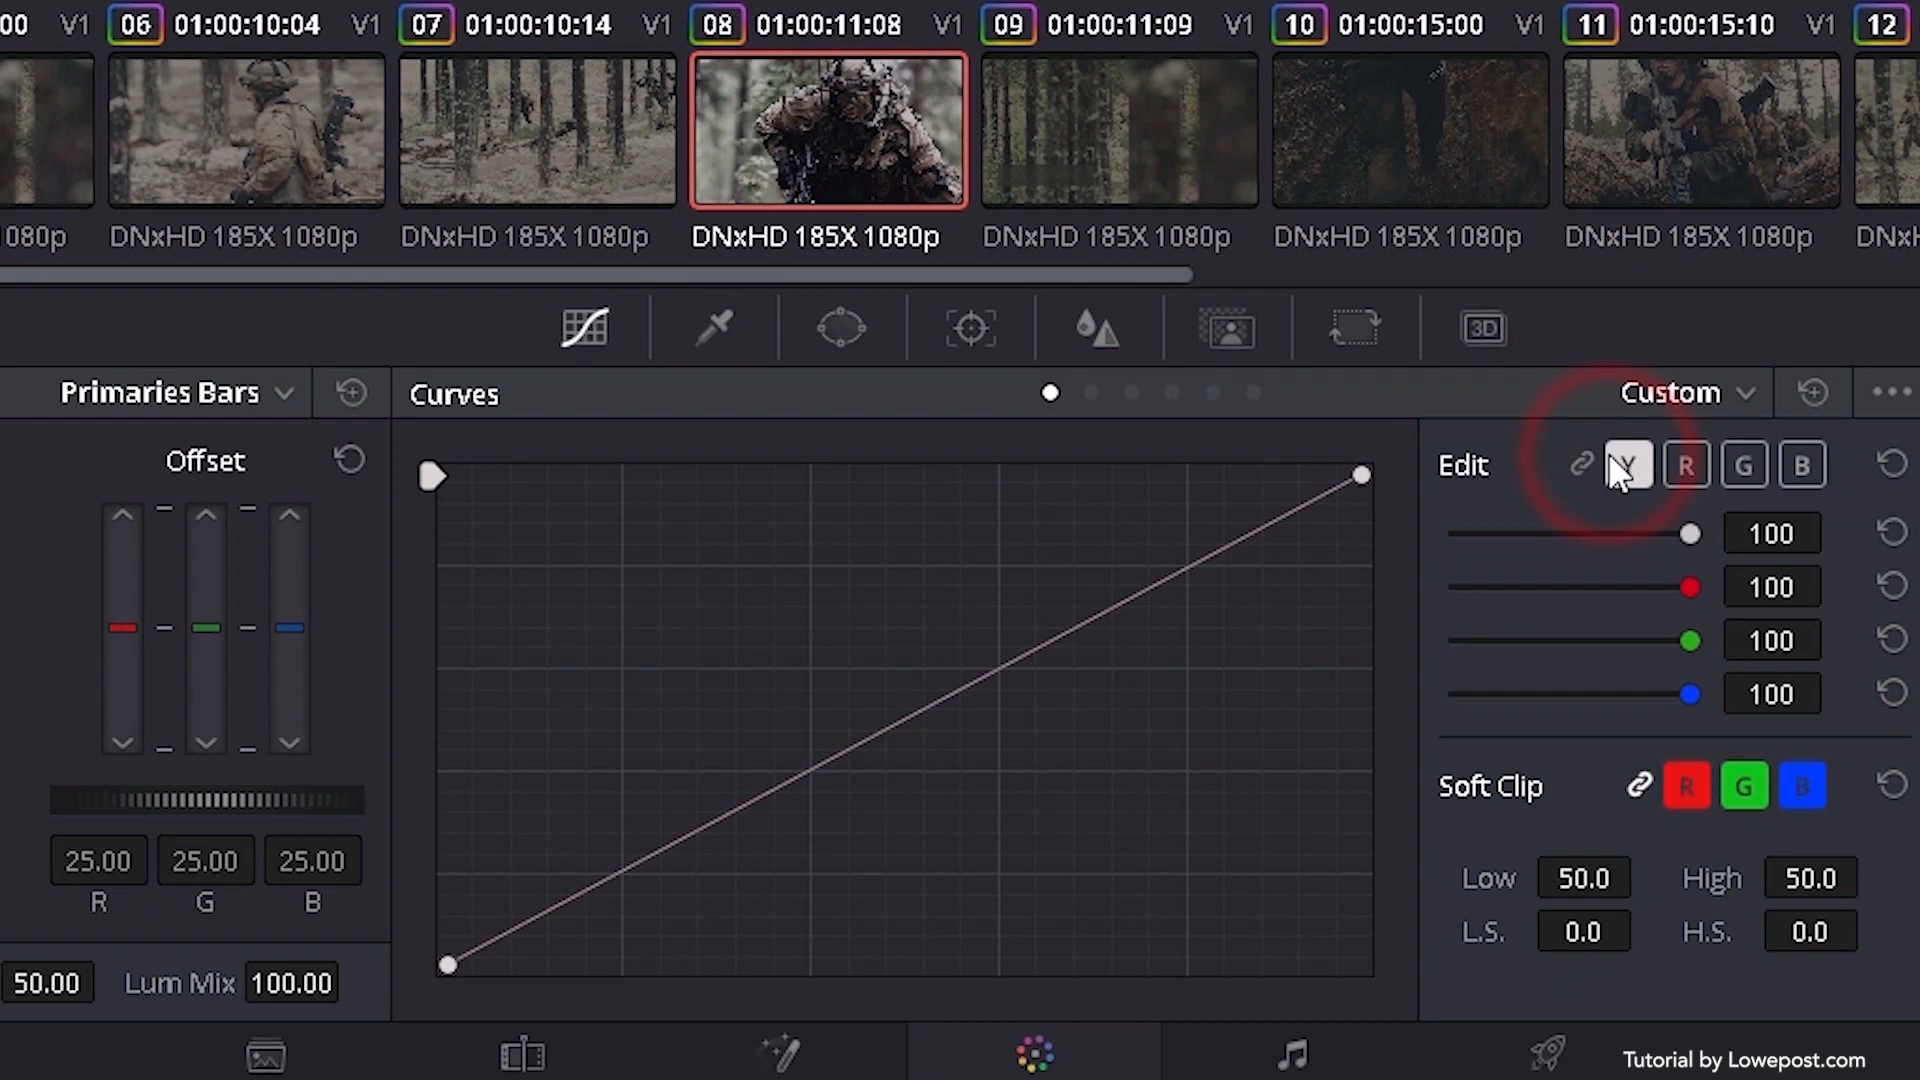 00 V1 06 01:00:10:04 V1 07 01:00:10:14 V1 08 01:00:11:08 V1 09 01:00:11:09 V1 10 01:00:15:00 V1 11 01:00:15:10 V1 12
080p DNxHD 185X 1080p DNxHD 185X 1080p DNxHD 185X 1080p DNxHD 185X 1080p DNxHD 185X 1080p DNxHD 185X 1080p DNxH
3D
Primaries Bars Curves Custom
Offset Edit Y R G B
100
100
100
100
Soft Clip R G B
25.00 25.00 25.00 Low 50.0 High 50.0
R G B L.S. 0.0 H.S. 0.0
50.00 Lum Mix 100.00
Tutorial by Lowepost.com